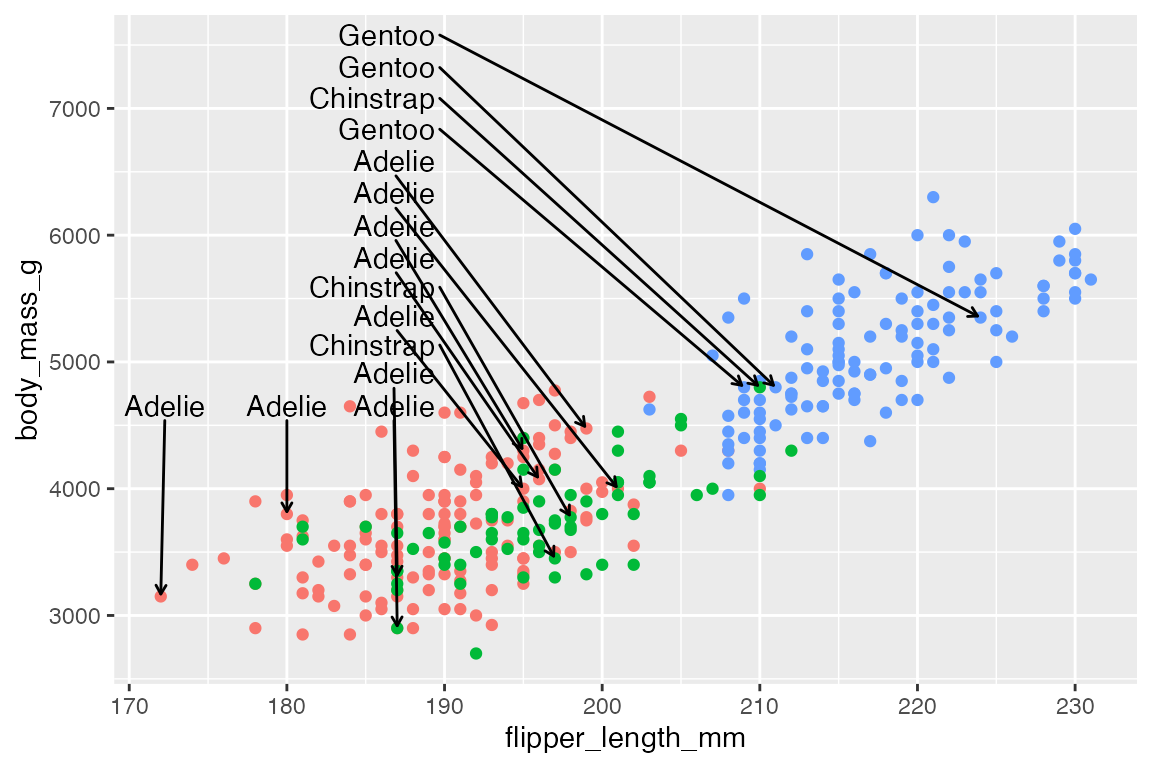 Gentoo
Gentoo
Chinstrap
Gentoo
Adelie
Adelie
Adelie
Adelie
Chinstrap
Adelie
Chinstrap
Adelie
Adelie
Adelie
Adelie
7000
6000
5000
4000
3000
body_mass_g
170
180
190
200
210
220
230
flipper_length_mm